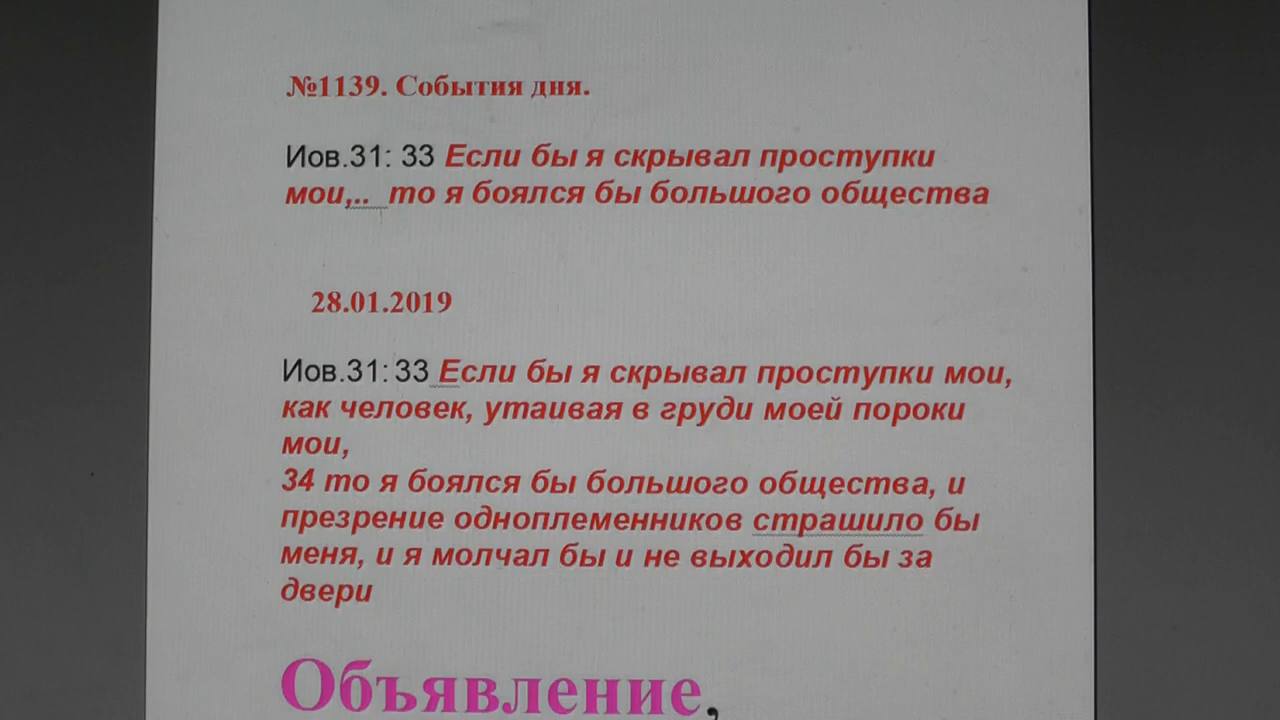 №1139. События дня.
Иов.31: 33 Если бы я скрывал проступки
мои,.. то я боялся бы большого общества
28.01.2019
Иов.31: 33 Если бы я скрывал проступки мои,
как человек, утаивая в груди моей пороки
мои,
34 то я боялся бы большого общества, и
презрение одноплеменников страшило бы
меня, и я молчал бы и не выходил бы за
двери
Объявление,